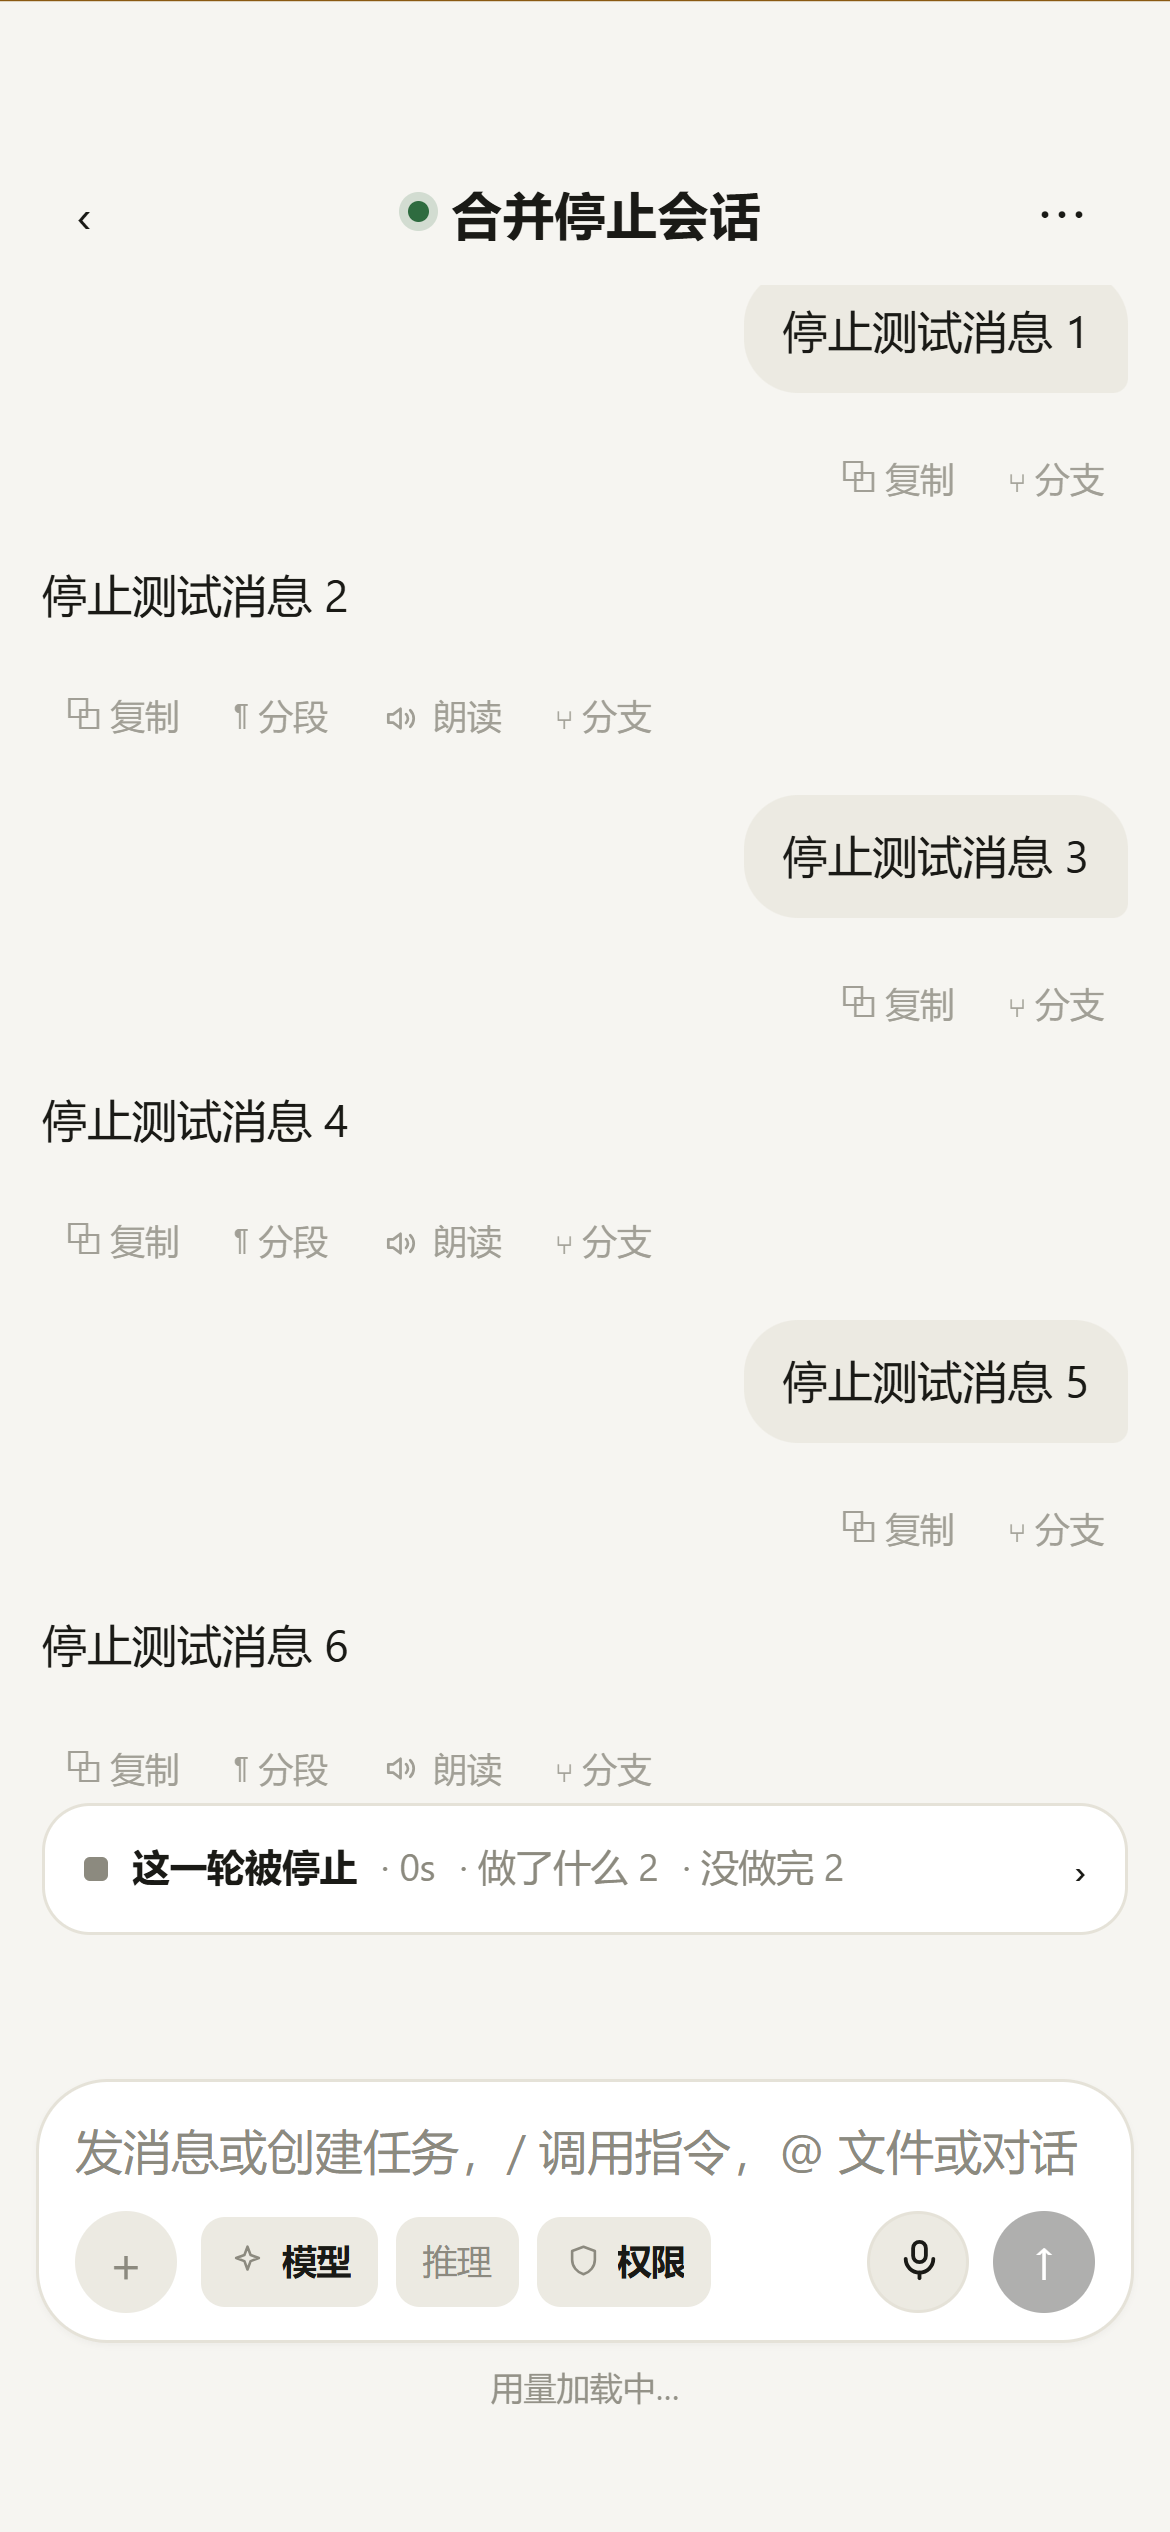 合并停止会话
停止测试消息 1
复制 分支
停止测试消息 2
复制 ¶ 分段 朗读 分支
停止测试消息 3
复制 分支
停止测试消息 4
复制 ¶ 分段 朗读 分支
停止测试消息 5
复制 分支
停止测试消息 6
复制 ¶ 分段 朗读 分支
这一轮被停止 · 0s · 做了什么 2 · 没做完 2
发消息或创建任务，/ 调用指令，@ 文件或对话
模型 推理 权限
用量加载中...